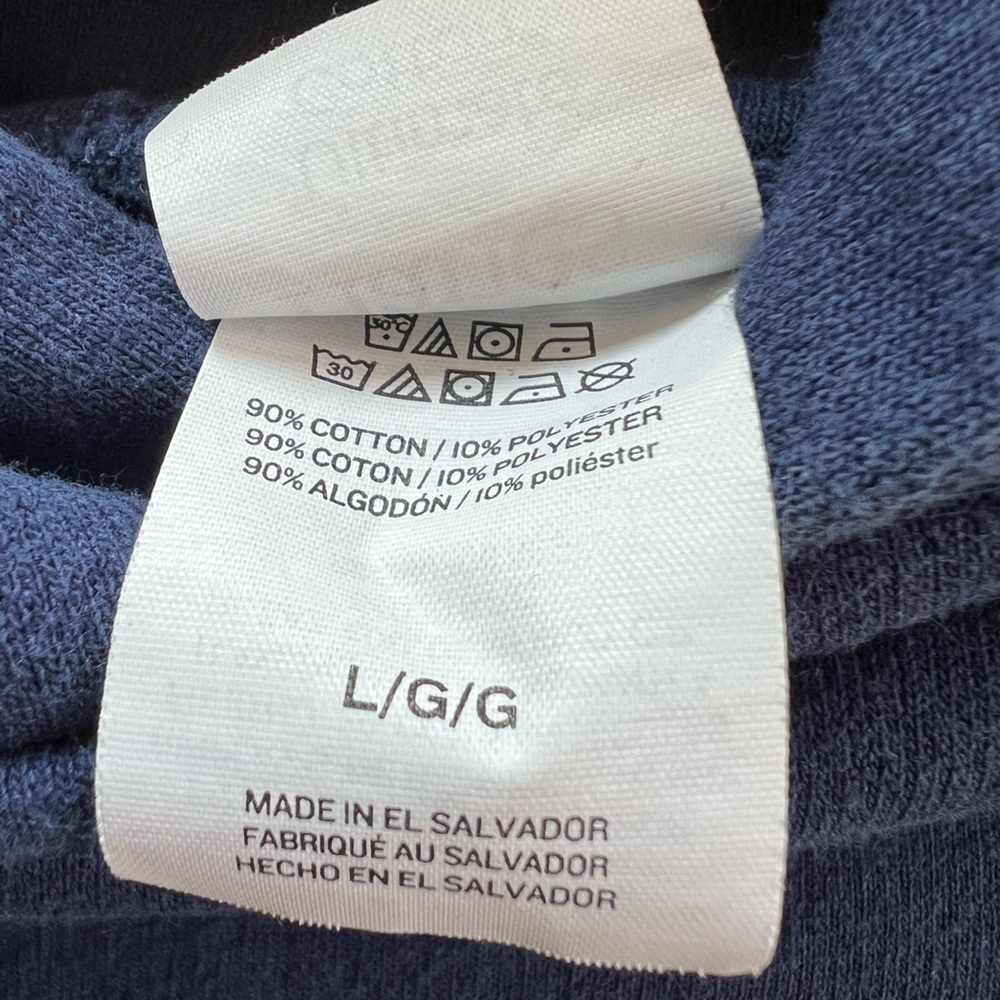 30°C
30
90% COTTON / 10% POLYESTER
90% COTON / 10% POLYESTER
90% ALGODÓN / 10% poliéster
L/G/G
MADE IN EL SALVADOR
FABRIQUÉ AU SALVADOR
HECHO EN EL SALVADOR